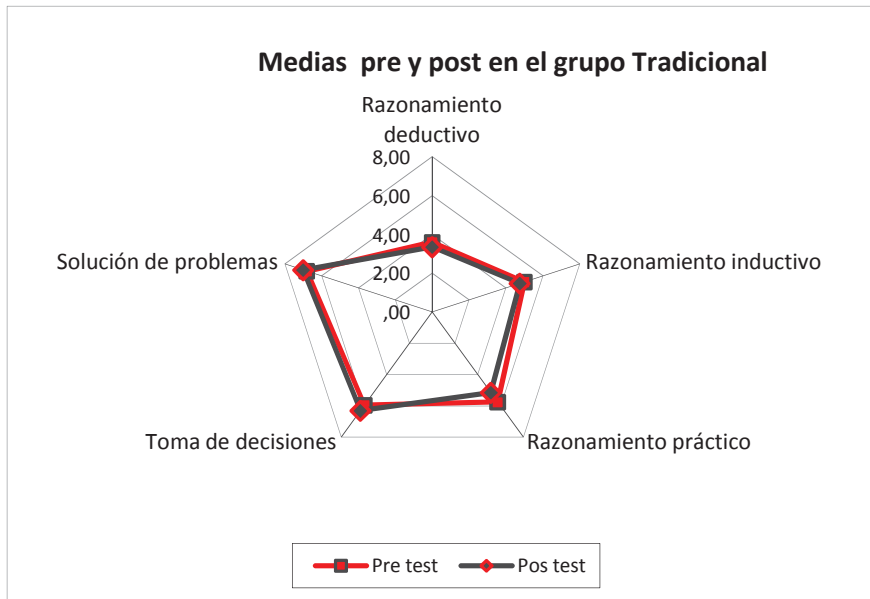 Medias pre y post en el grupo Tradicional
Razonamiento
deductivo
8,00
6,00
4,00
2,00
,00
Solución de problemas
Razonamiento inductivo
Toma de decisiones
Razonamiento práctico
Pre test
Pos test